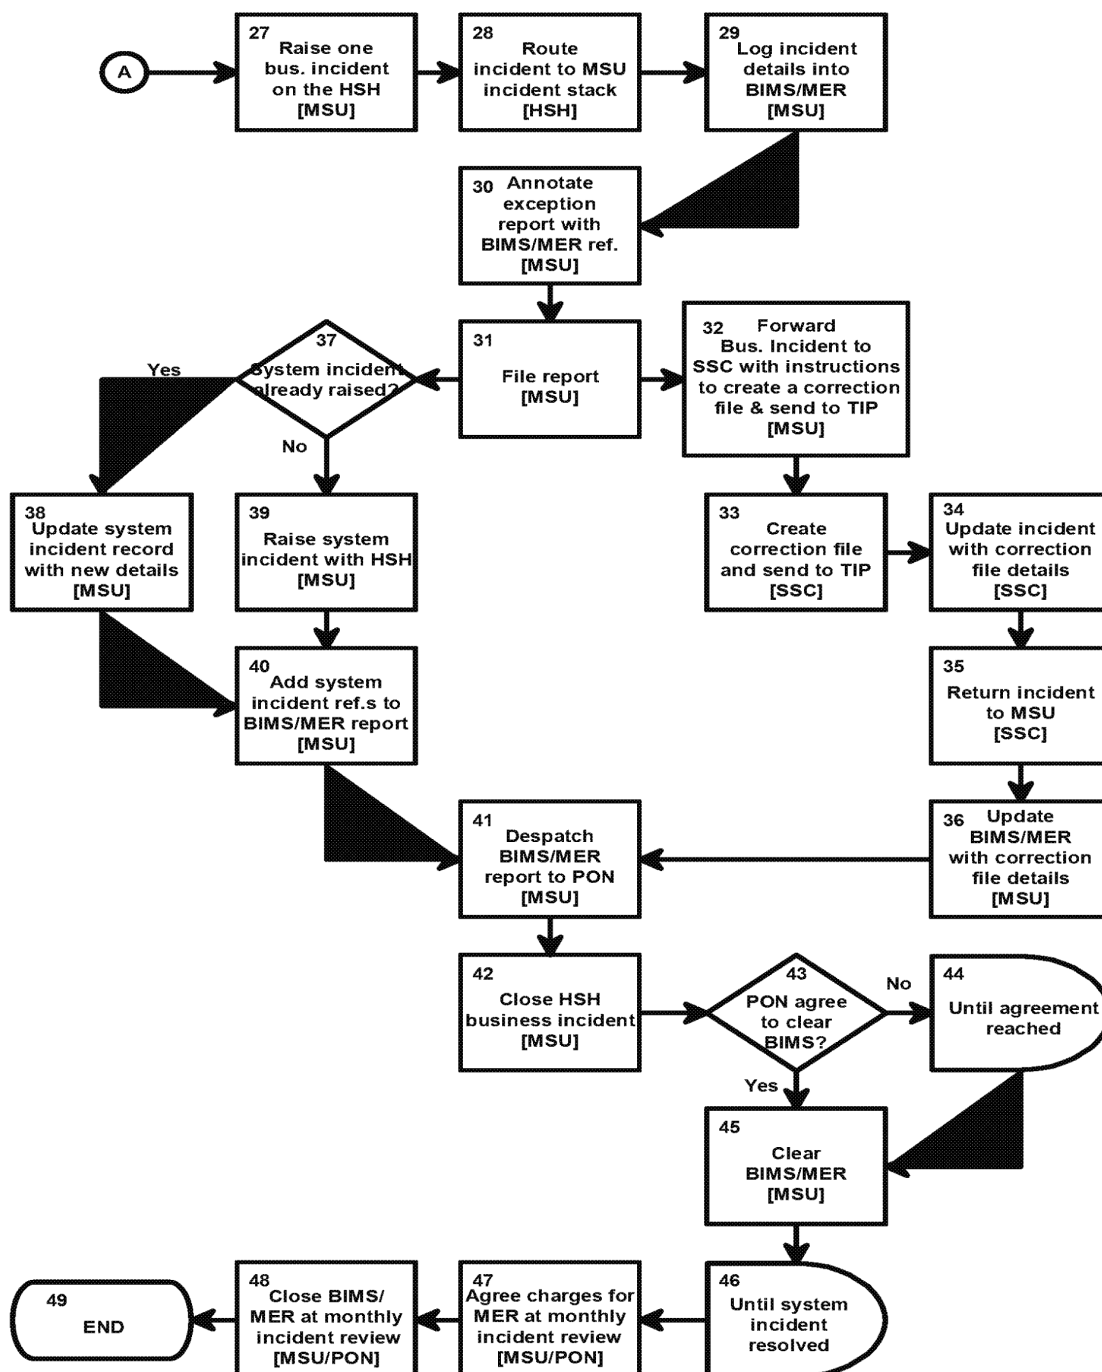 A
27
Raise one
bus. incident
on the HSH
[MSU]
28
Route
incident to MSU
incident stack
[HSH]
29
Log incident
details into
BIMS/MER
[MSU]
30
Annotate
exception
report with
BIMS/MER ref.
[MSU]
37
System incident
already raised?
Yes
No
31
File report
[MSU]
32
Forward
Bus. Incident to
SSC with instructions
to create a correction
file & send to TIP
[MSU]
38
Update system
incident record
with new details
[MSU]
39
Raise system
incident with HSH
[MSU]
33
Create
correction file
and send to TIP
[SSC]
34
Update incident
with correction
file details
[SSC]
40
Add system
incident ref.s to
BIMS/MER report
[MSU]
35
Return incident
to MSU
[SSC]
41
Despatch
BIMS/MER
report to PON
[MSU]
36
Update
BIMS/MER
with correction
file details
[MSU]
42
Close HSH
business incident
[MSU]
43
PON agree
to clear
BIMS?
No
Yes
44
Until agreement
reached
45
Clear
BIMS/MER
[MSU]
49
END
48
Close BIMS/
MER at monthly
incident review
[MSU/PON]
47
Agree charges for
MER at monthly
incident review
[MSU/PON]
46
Until system
incident
resolved